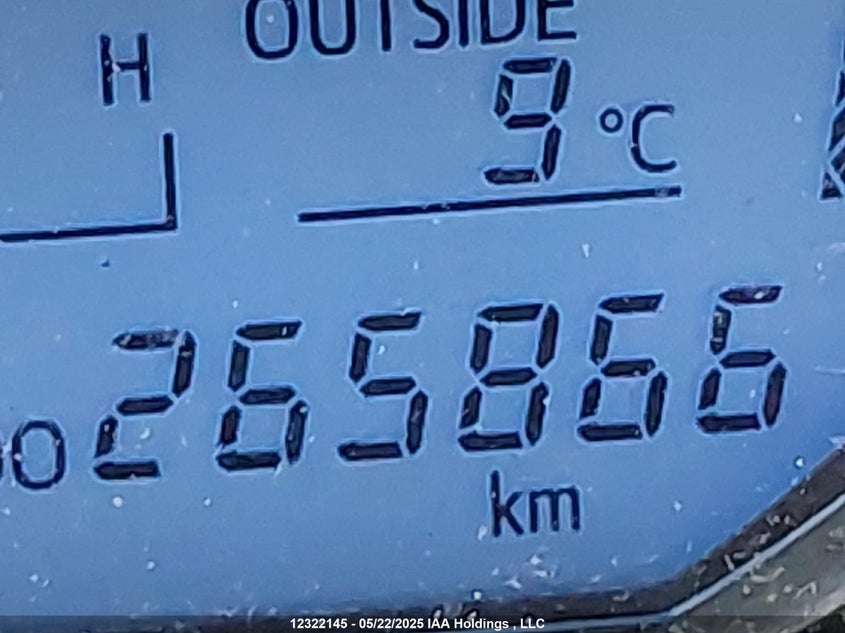 OUTSIDE
H
9 °C
265866
km
12322145 - 05/22/2025 IAA Holdings , LLC